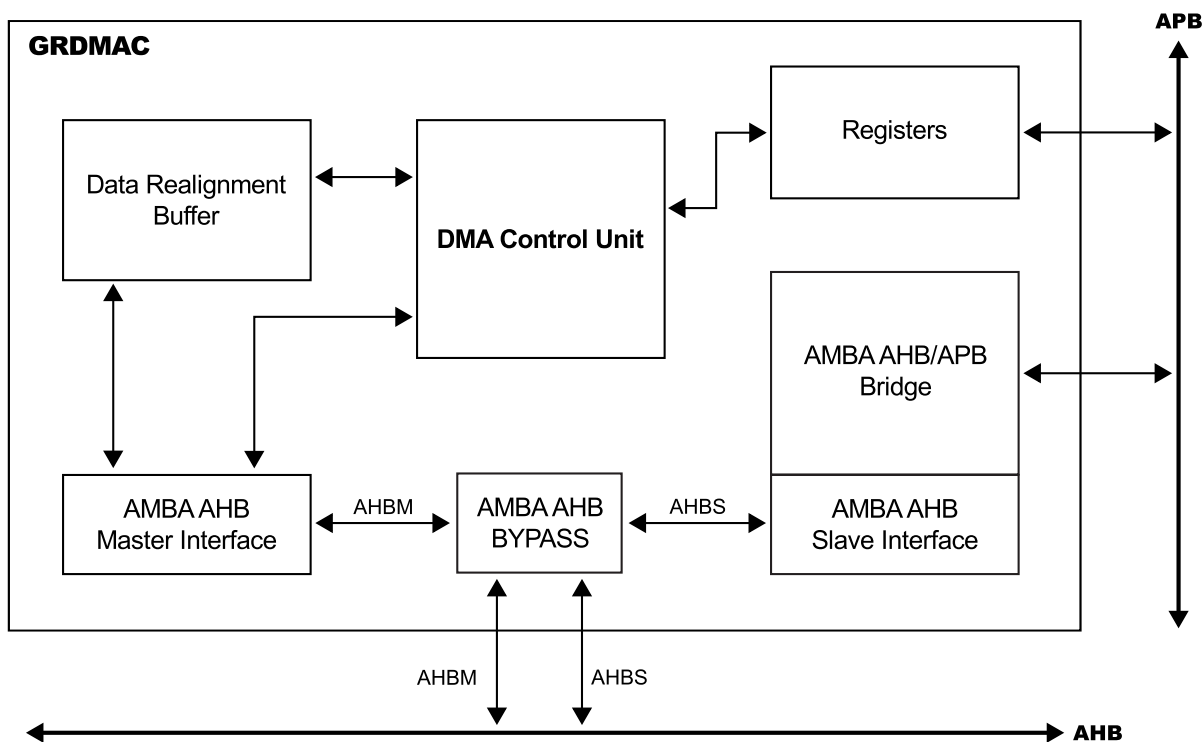 APB
GRDMAC
Registers
Data Realignment
Buffer
DMA Control Unit
AMBA AHB/APB
Bridge
AMBA AHB
Master Interface
AHBM
AMBA AHB
BYPASS
AHBS
AMBA AHB
Slave Interface
AHBM
AHBS
AHB